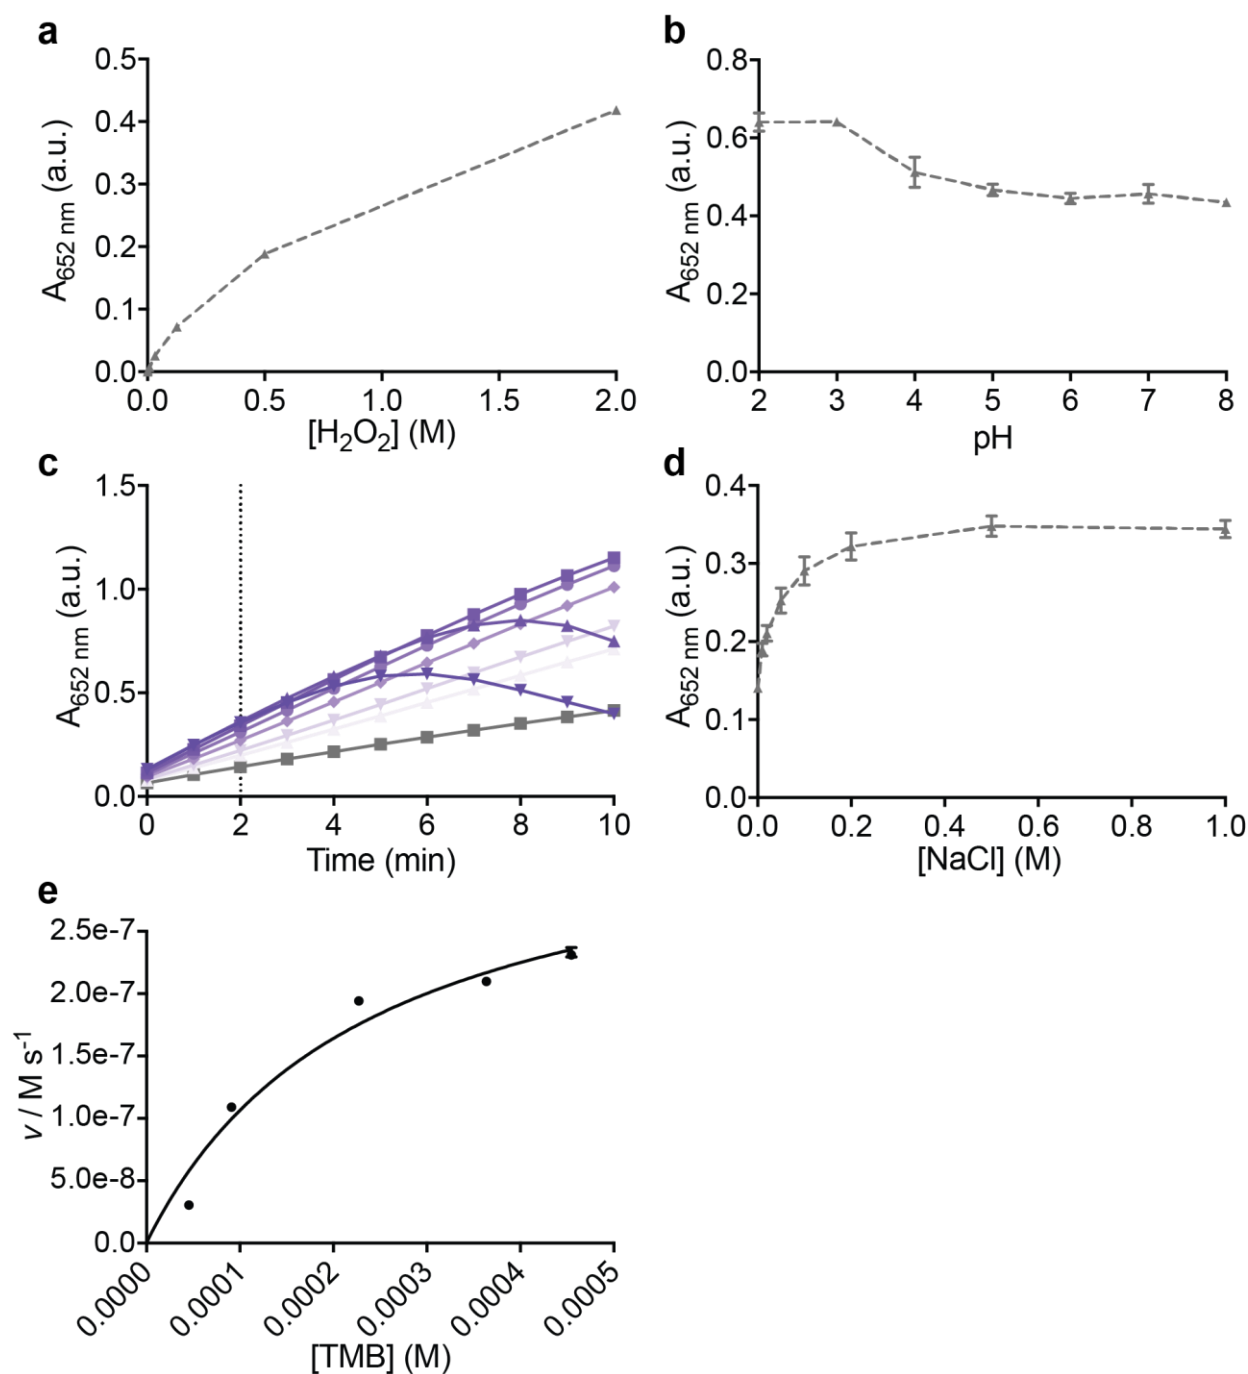 a
0.5
0.4
0.3
0.2
0.1
0.0
A652 nm (a.u.)
0.0 0.5 1.0 1.5 2.0
[H2O2] (M)
b
0.8
0.6
0.4
0.2
0.0
A652 nm (a.u.)
2 3 4 5 6 7 8
pH
c
1.5
1.0
0.5
0.0
A652 nm (a.u.)
0 2 4 6 8 10
Time (min)
d
0.4
0.3
0.2
0.1
0.0
A652 nm (a.u.)
0.0 0.2 0.4 0.6 0.8 1.0
[NaCl] (M)
e
2.5e-7
2.0e-7
1.5e-7
1.0e-7
5.0e-8
0.0
v / M s-1
0.0000 0.0001 0.0002 0.0003 0.0004 0.0005
[TMB] (M)